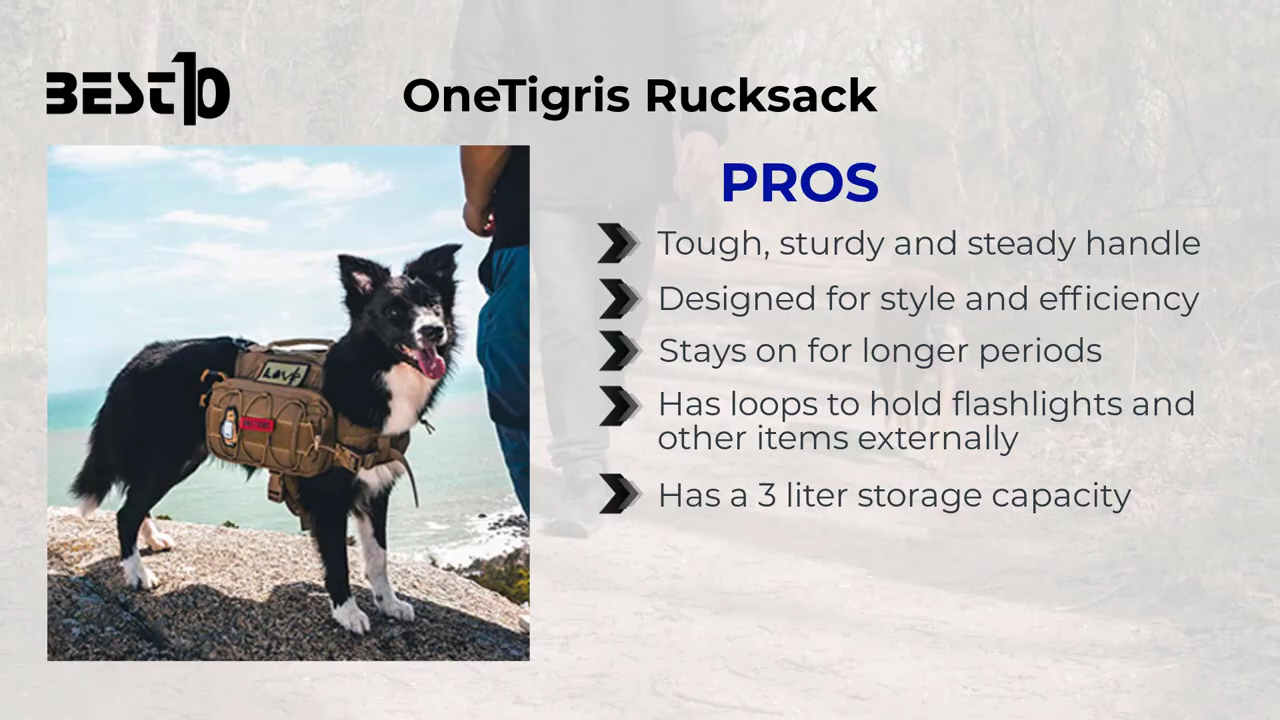 BEST10
OneTigris Rucksack
PROS
Tough, sturdy and steady handle
Designed for style and efficiency
Stays on for longer periods
Has loops to hold flashlights and
other items externally
Has a 3 liter storage capacity